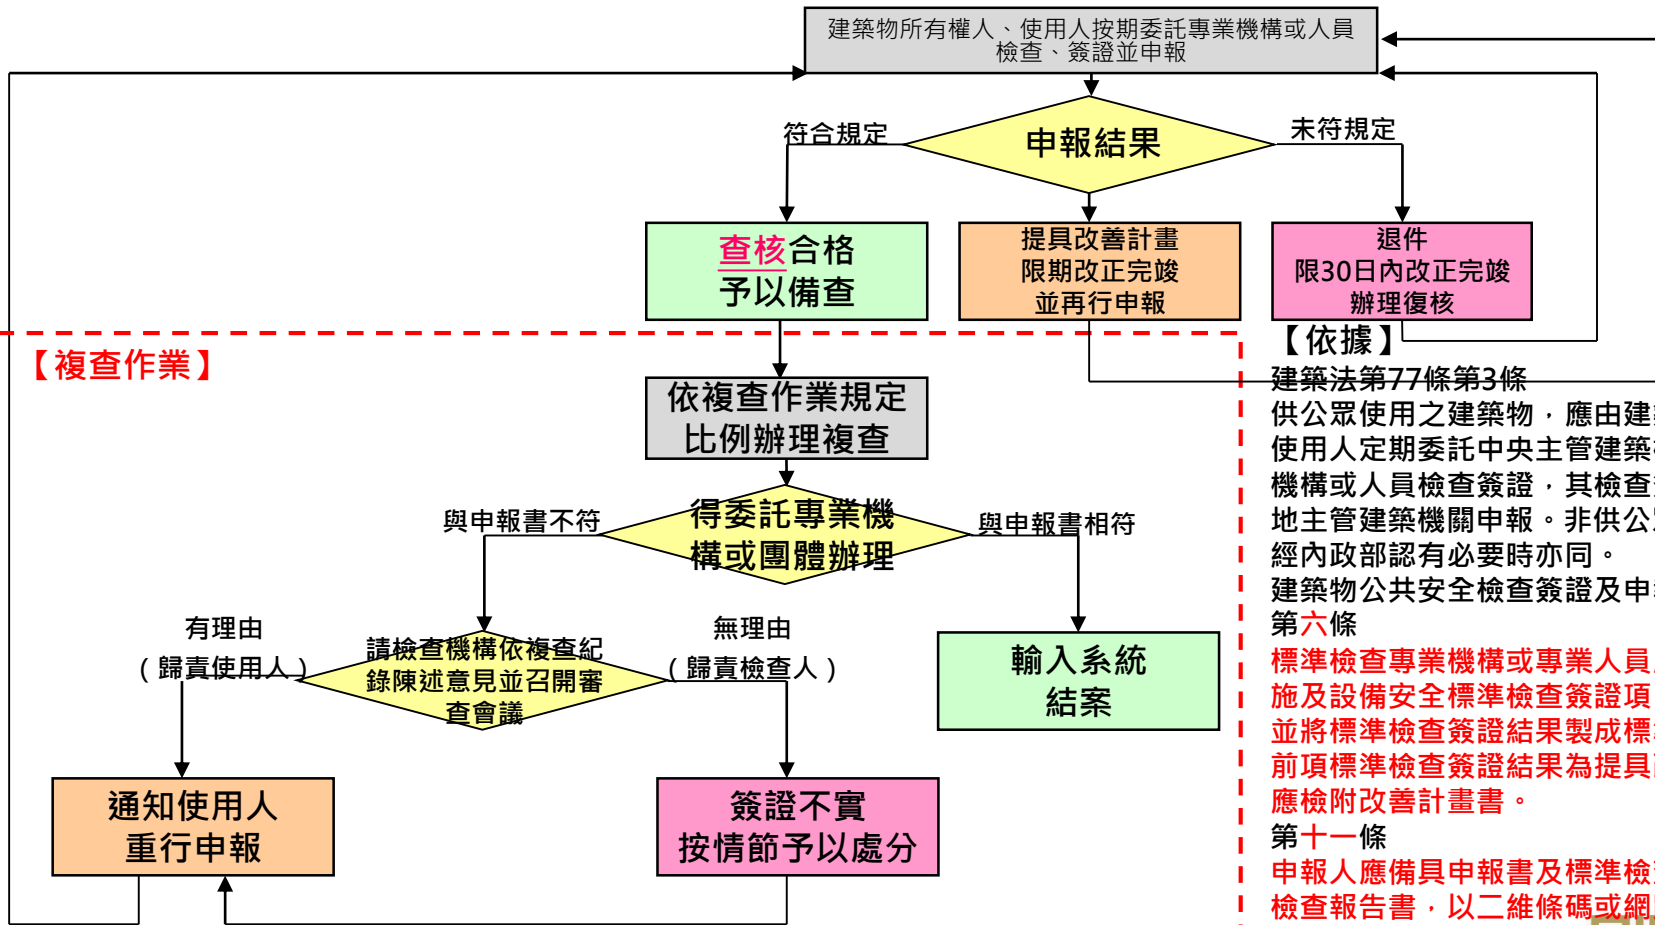 建築物所有權人、使用人按期委託專業機構或人員
檢查、簽證並申報
申報結果
符合規定
未符規定
查核合格
予以備查
提具改善計畫
限期改正完竣
並再行申報
退件
限30日內改正完竣
辦理復核
【複查作業】
依複查作業規定
比例辦理複查
得委託專業機
構或團體辦理
與申報書不符
與申報書相符
有理由
(歸責使用人)
請檢查機構依複查紀
錄陳述意見並召開審
查會議
無理由
(歸責檢查人)
輸入系統
結案
通知使用人
重行申報
簽證不實
按情節予以處分
【依據】
建築法第77條第3條
供公眾使用之建築物，應由建
使用人定期委託中央主管建築
機構或人員檢查簽證，其檢查
地主管建築機關申報。非供公
經內政部認有必要時亦同。
建築物公共安全檢查簽證及申
第六條
標準檢查專業機構或專業人員
施及設備安全標準檢查簽證項
並將標準檢查簽證結果製成標
前項標準檢查簽證結果為提具
應檢附改善計畫書。
第十一條
申報人應備具申報書及標準檢
檢查報告書，以二維條碼或網